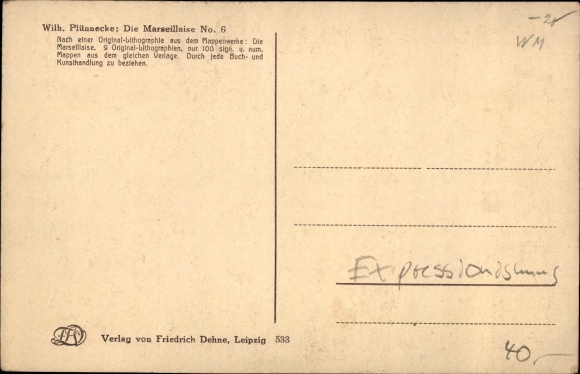 Wilh. Plünnecke: Die Marseillaise No. 6
Nach einer Original-Lithographie aus dem Mappenwerke: Die
Marseillaise. 9 Original-Lithographien, nur 100 sign. u. num.
Mappen aus dem gleichen Verlage. Durch jede Buch- und
Kunsthandlung zu beziehen.
WM
Expressionismus
Verlag von Friedrich Dehne, Leipzig 533
40,–